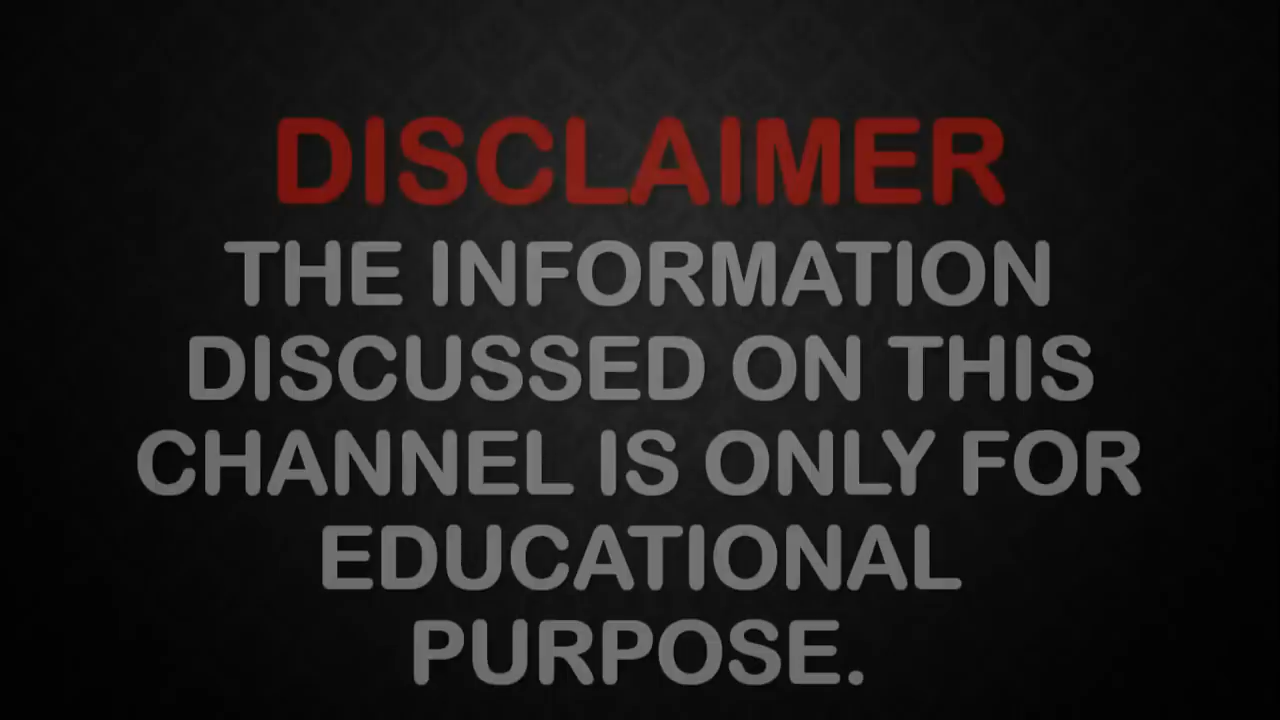 DISCLAIMER
THE INFORMATION
DISCUSSED ON THIS
CHANNEL IS ONLY FOR
EDUCATIONAL
PURPOSE.